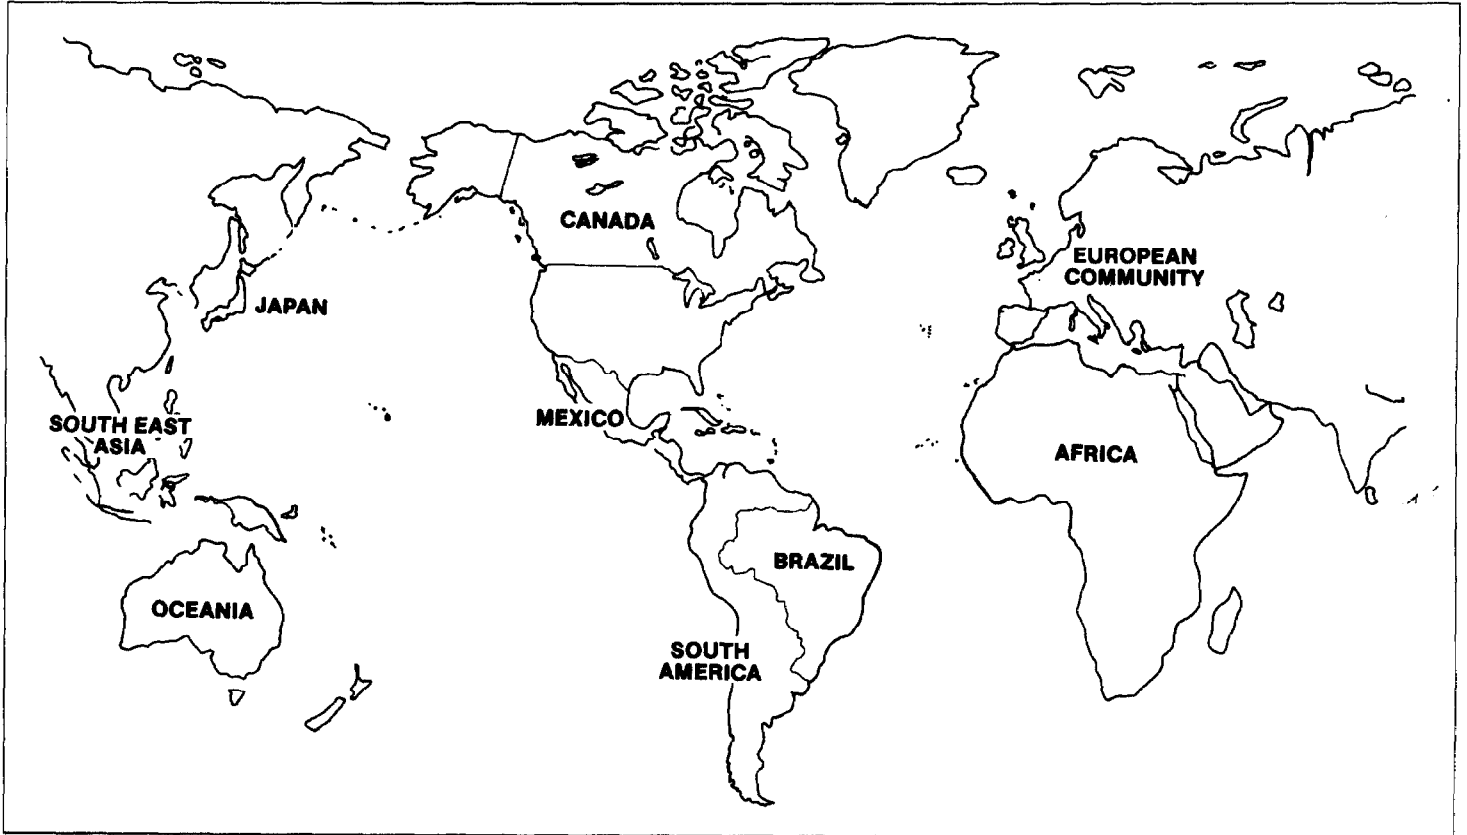 CANADA
EUROPEAN
COMMUNITY
JAPAN
MEXICO
SOUTH EAST
ASIA
AFRICA
BRAZIL
OCEANIA
SOUTH
AMERICA